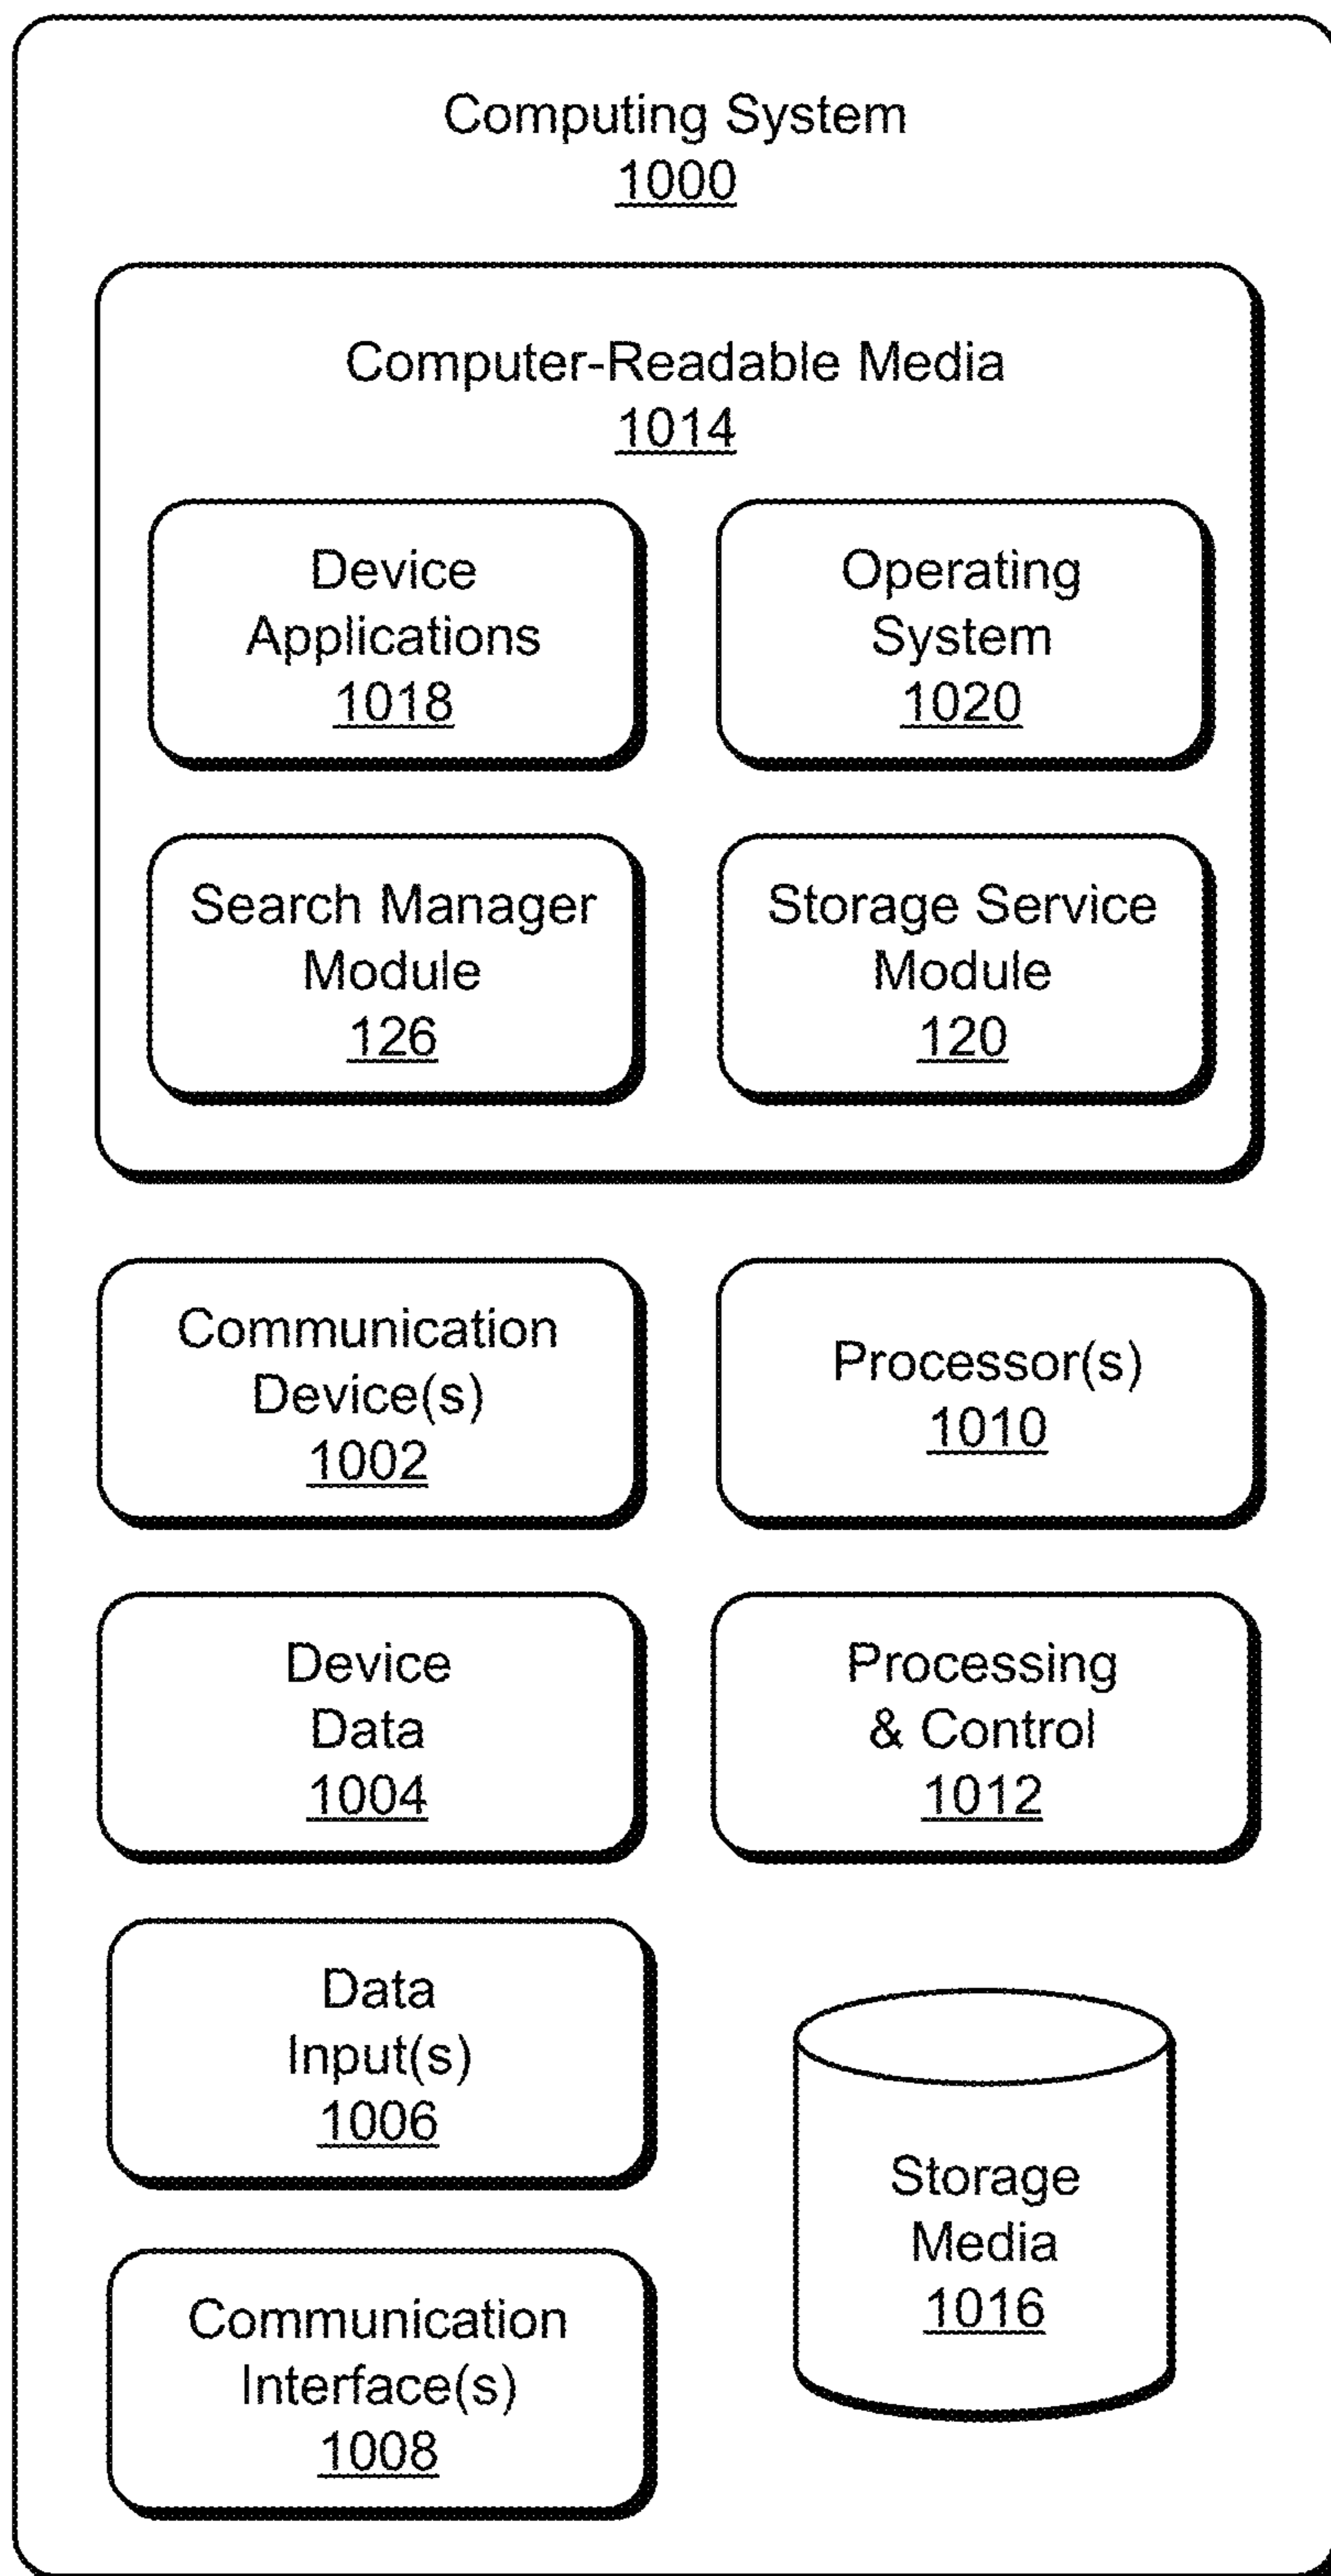 Computing System
1000
Computer-Readable Media
1014
Device
Applications
1018
Operating
System
1020
Search Manager
Module
126
Storage Service
Module
120
Communication
Device(s)
1002
Processor(s)
1010
Device
Data
1004
Processing
& Control
1012
Data
Input(s)
1006
Storage
Media
1016
Communication
Interface(s)
1008